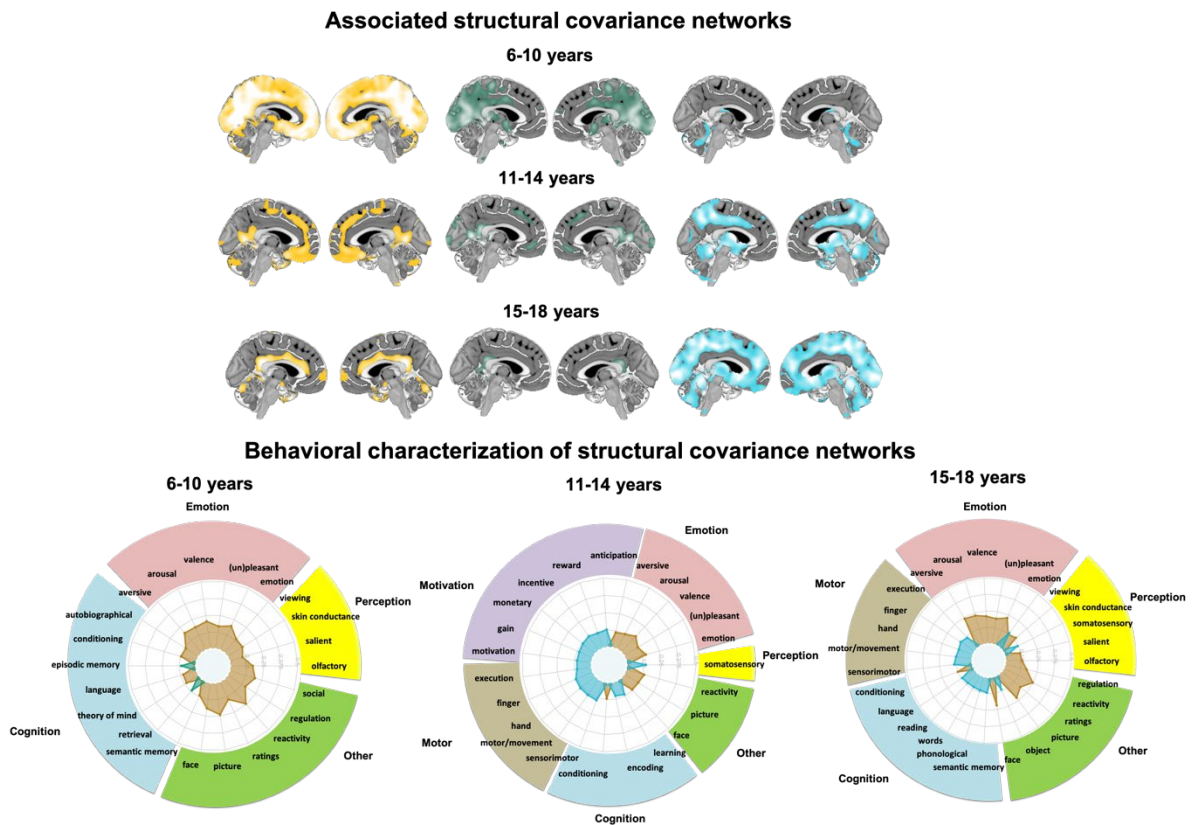 Associated structural covariance networks
6-10 years
11-14 years
15-18 years
Behavioral characterization of structural covariance networks
6-10 years
Emotion
valence
arousal
(un)pleasant
aversive
emotion
viewing
Perception
autobiographical
skin conductance
conditioning
salient
episodic memory
olfactory
language
social
theory of mind
regulation
retrieval
reactivity
Cognition
semantic memory
ratings
face
picture
Other
11-14 years
Emotion
anticipation
aversive
reward
arousal
Motivation
incentive
valence
monetary
(un)pleasant
gain
emotion
motivation
Perception
somatosensory
execution
reactivity
finger
picture
hand
face
Other
Motor
motor/movement
learning
sensorimotor
encoding
conditioning
Cognition
15-18 years
Emotion
valence
arousal
(un)pleasant
aversive
emotion
Motor
execution
viewing
Perception
finger
skin conductance
hand
somatosensory
motor/movement
salient
sensorimotor
olfactory
conditioning
regulation
language
reactivity
reading
ratings
words
picture
phonological
object
semantic memory
face
Other
Cognition